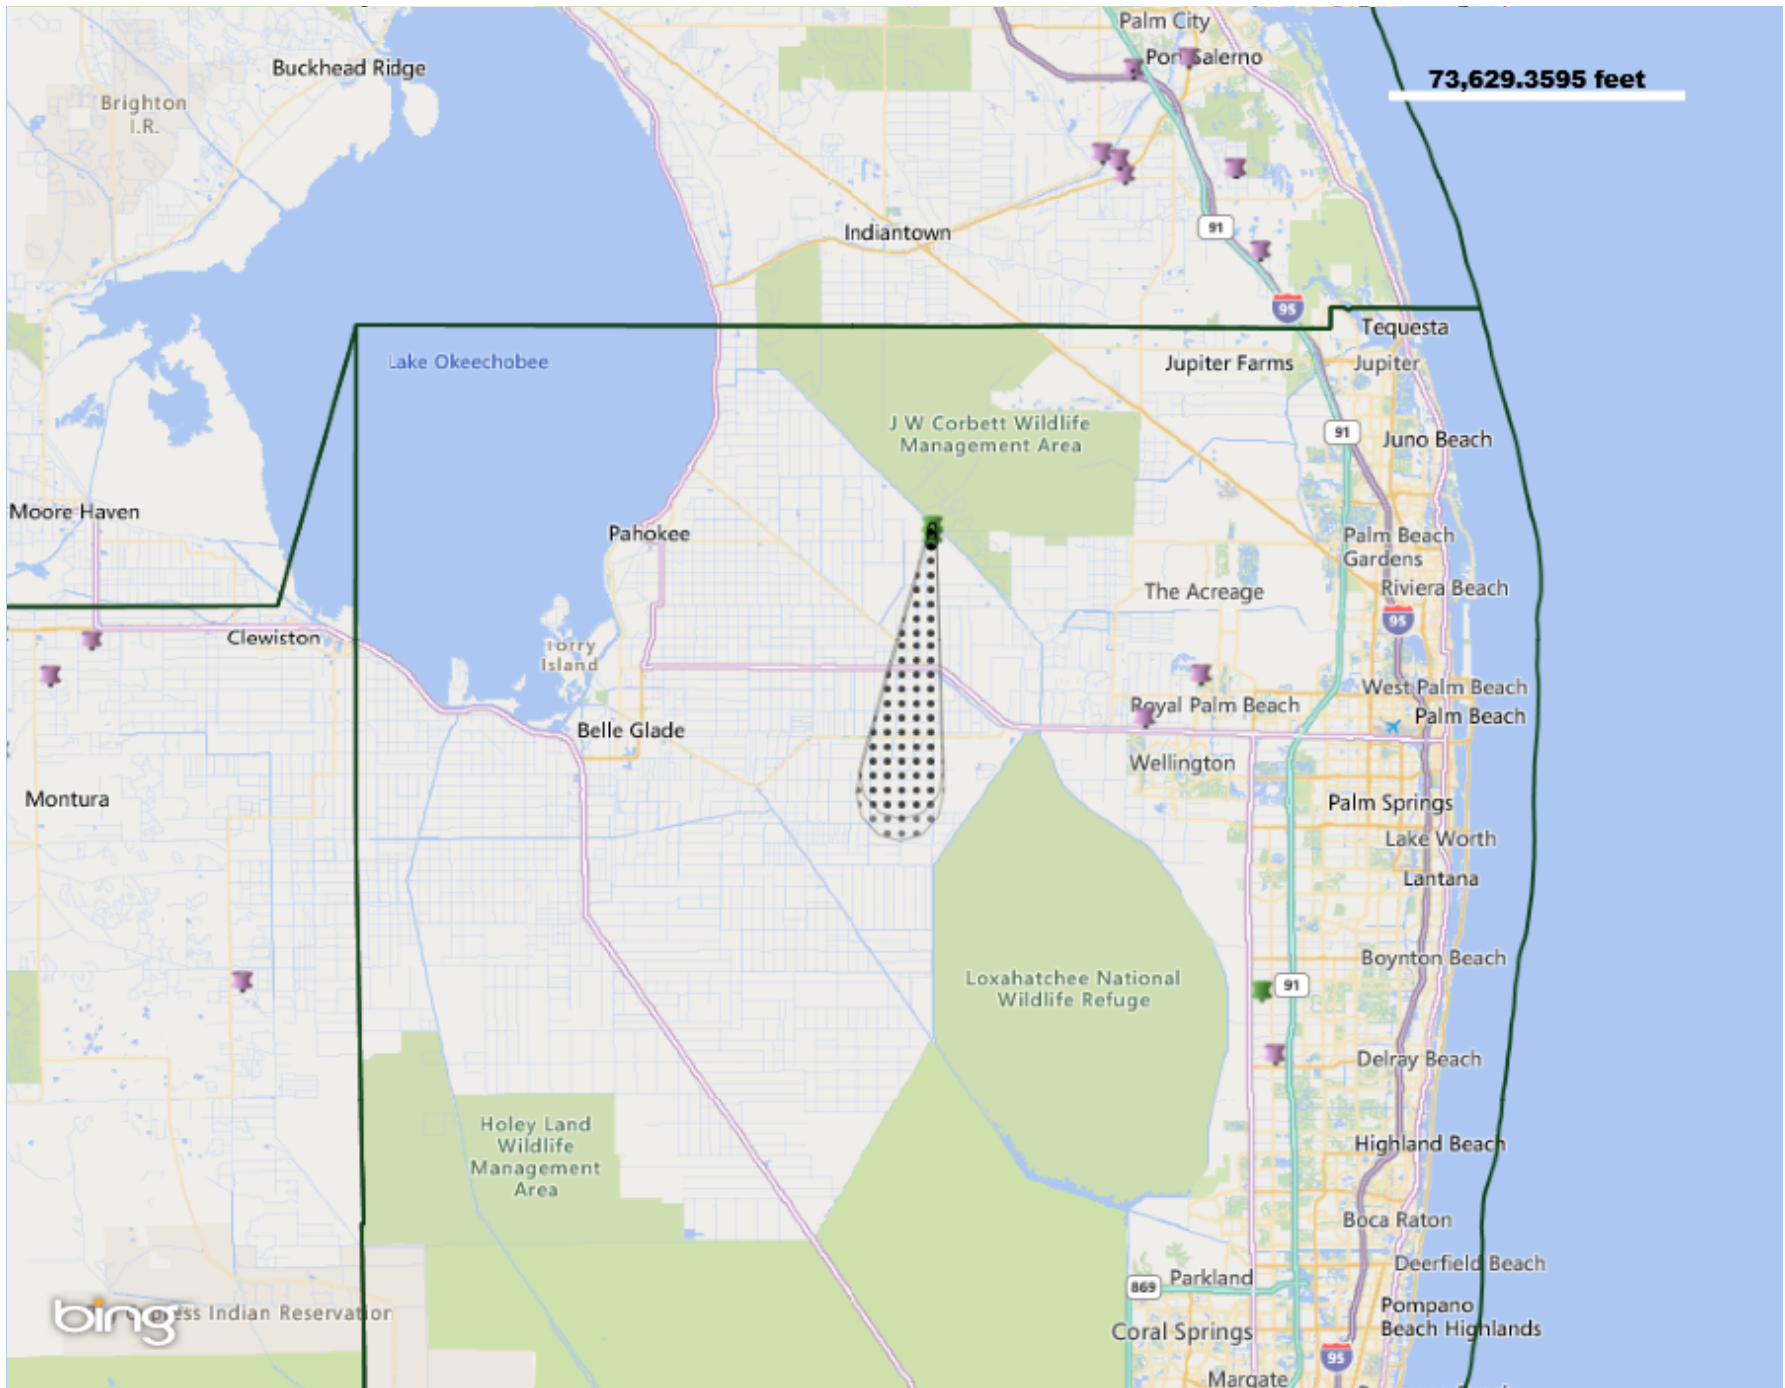 Palm City
Port Salerno
73,629.3595 feet
Buckhead Ridge
Brighton
I.R.
91
Indiantown
95
Tequesta
Lake Okeechobee
Jupiter Farms
Jupiter
J W Corbett Wildlife
Management Area
91
Juno Beach
Moore Haven
Pahokee
Palm Beach
Gardens
The Acreage
Riviera Beach
95
Clewiston
Torry
Island
West Palm Beach
Royal Palm Beach
Palm Beach
Belle Glade
Wellington
Montura
Palm Springs
Lake Worth
Lantana
Boynton Beach
Loxahatchee National
Wildlife Refuge
91
Delray Beach
Holey Land
Wildlife
Management
Area
Highland Beach
Boca Raton
Deerfield Beach
869
Parkland
bing
Indian Reservation
Pompano
Beach Highlands
Coral Springs
95
Margate